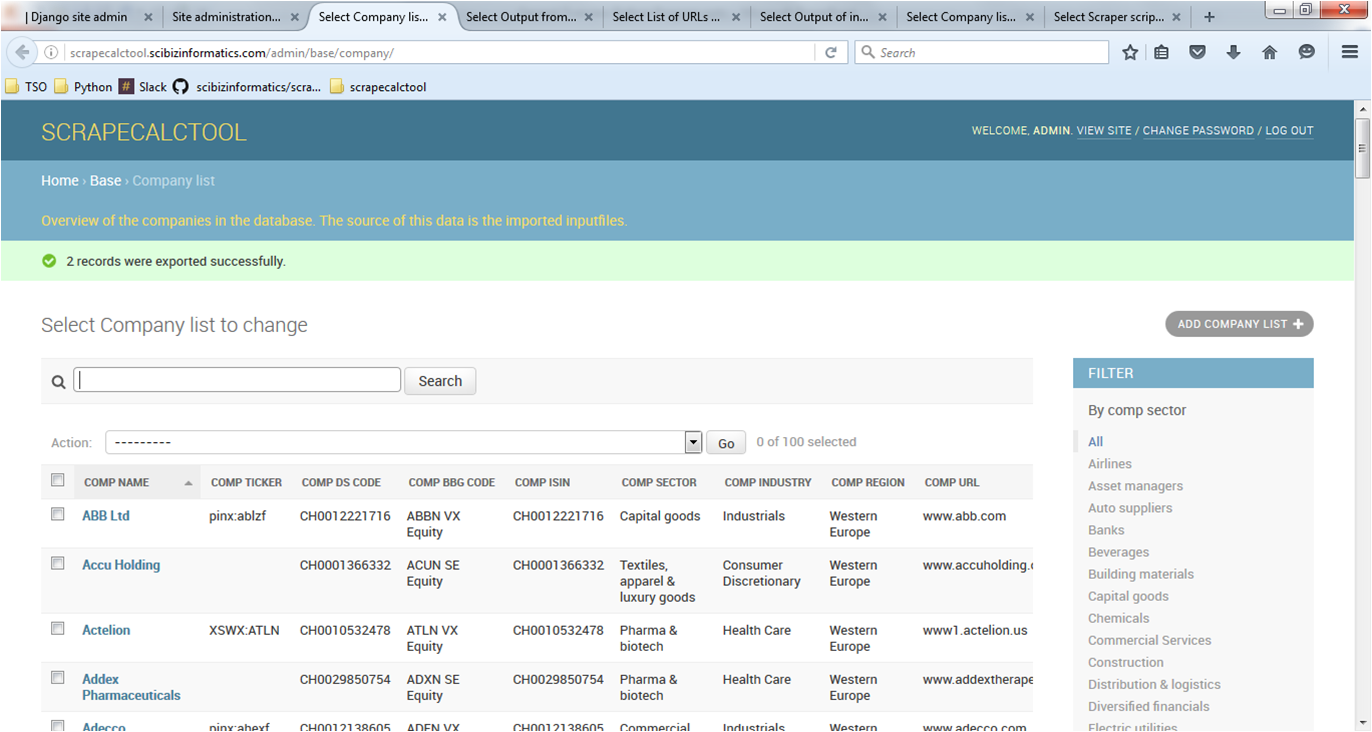 | Django site admin
Site administration...
Select Company lis...
Select Output from...
Select List of URLs ...
Select Output of in...
Select Company lis...
Select Scraper scrip...
scrapecalctool.scibizinformatics.com/admin/base/company/
Search
TSO
Python
Slack
scibizinformatics/scra...
scrapecalctool
SCRAPECALCTOOL
WELCOME, ADMIN. VIEW SITE / CHANGE PASSWORD / LOG OUT
Home › Base › Company list
Overview of the companies in the database. The source of this data is the imported inputfiles.
2 records were exported successfully.
Select Company list to change
ADD COMPANY LIST +
Search
Action: --------- Go 0 of 100 selected
COMP NAME COMP TICKER COMP DS CODE COMP BBG CODE COMP ISIN COMP SECTOR COMP INDUSTRY COMP REGION COMP URL
ABB Ltd pinx:ablzf CH0012221716 ABBN VX CH0012221716 Capital goods Industrials Western www.abb.com
Equity Europe
Accu Holding CH0001366332 ACUN SE CH0001366332 Textiles, Consumer Western www.accuholding.c
Equity apparel & Discretionary Europe
luxury goods
Actelion XSWX:ATLN CH0010532478 ATLN VX CH0010532478 Pharma & Health Care Western www1.actelion.us
Equity biotech Europe
Addex CH0029850754 ADXN SE CH0029850754 Pharma & Health Care Western www.addextherape
Pharmaceuticals Equity biotech Europe
Adecco pinx:ahexf CH0012138605 ADEN VX CH0012138605 Commercial Industrials Western www.adecco.com
FILTER
By comp sector
All
Airlines
Asset managers
Auto suppliers
Banks
Beverages
Building materials
Capital goods
Chemicals
Commercial Services
Construction
Distribution & logistics
Diversified financials
Electric utilities